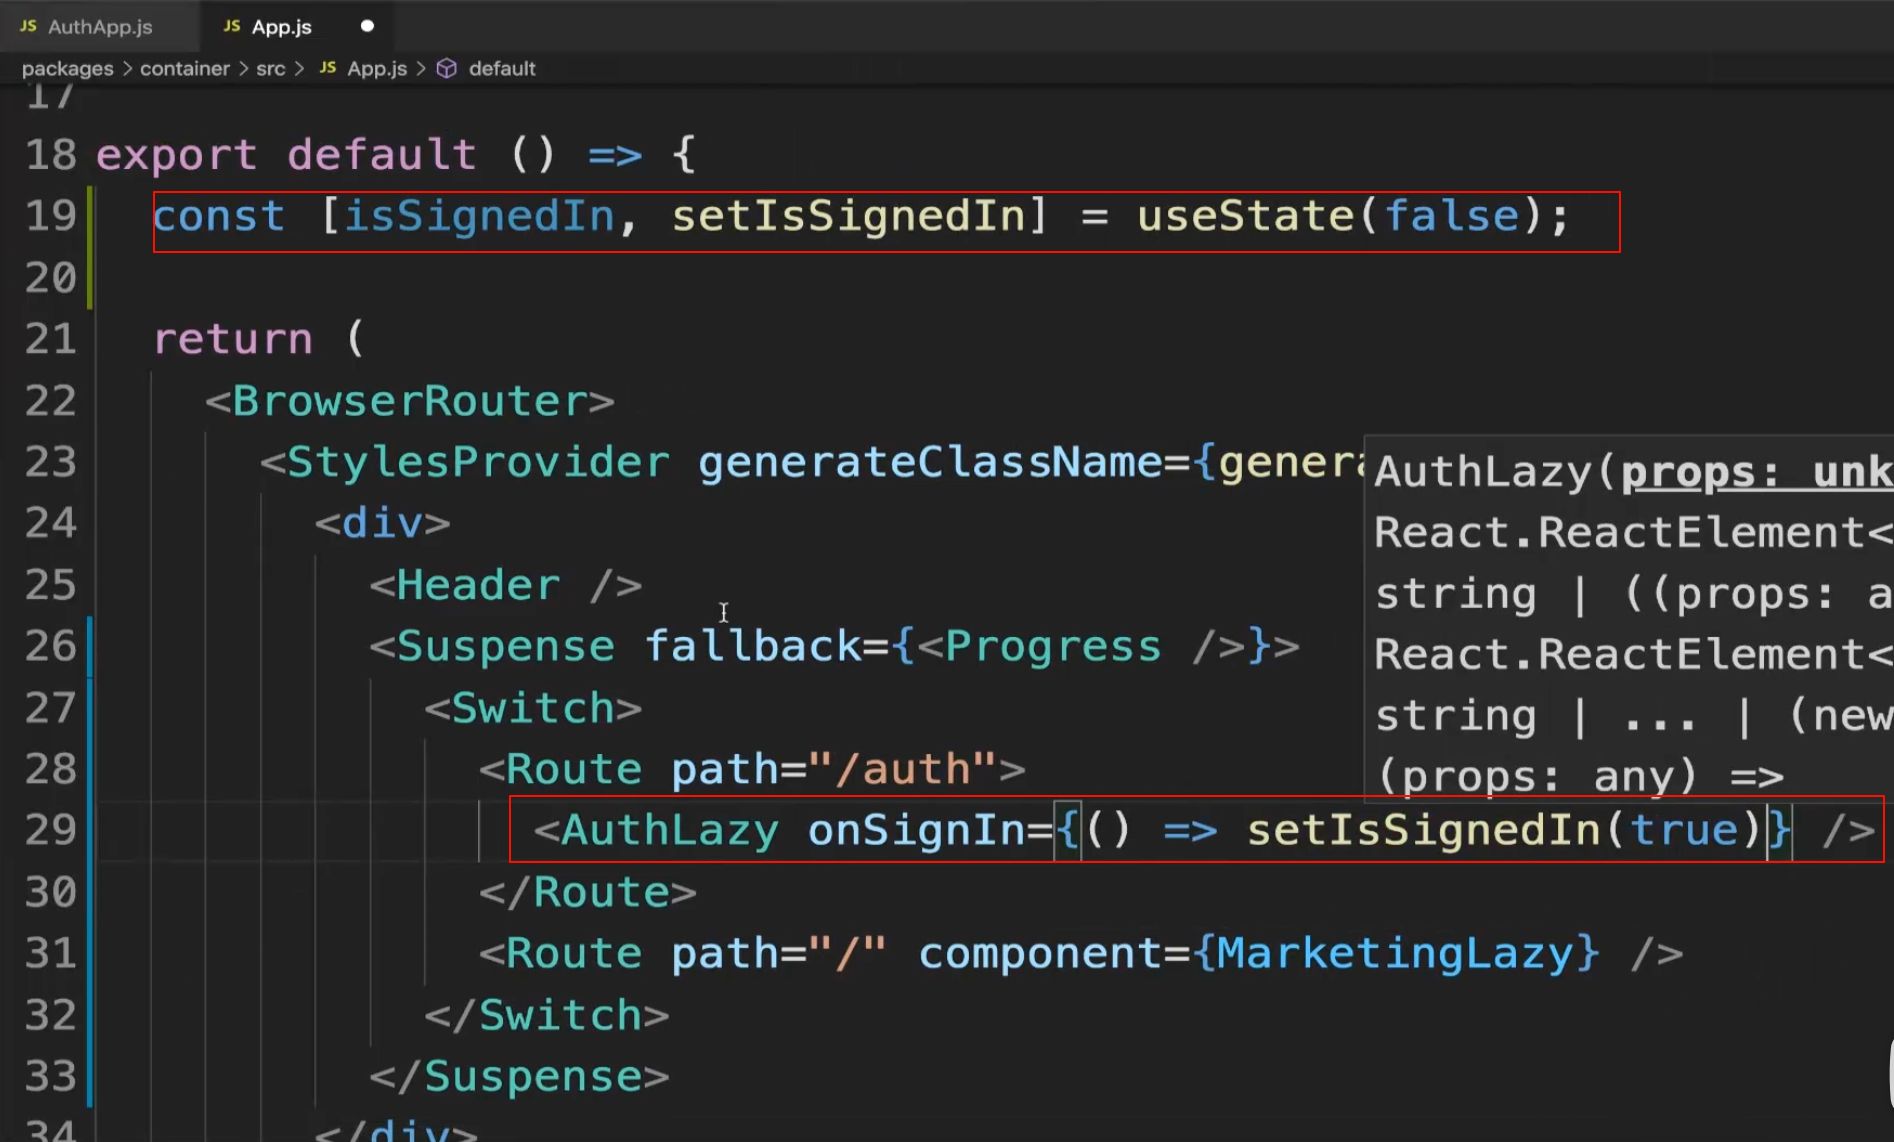 JS AuthApp.js JS App.js
packages > container > src > JS App.js > default
17
18 export default () => {
19 const [isSignedIn, setIsSignedIn] = useState(false);
20
21 return (
22 <BrowserRouter>
23 <StylesProvider generateClassName={genera
24 <div>
25 <Header />
26 <Suspense fallback={<Progress />}>
27 <Switch>
28 <Route path="/auth">
29 <AuthLazy onSignIn={() => setIsSignedIn(true)} />
30 </Route>
31 <Route path="/" component={MarketingLazy} />
32 </Switch>
33 </Suspense>
34 </div>
AuthLazy(props: unk
React.ReactElement<
string | ((props: a
React.ReactElement<
string | ... | (new
(props: any) =>